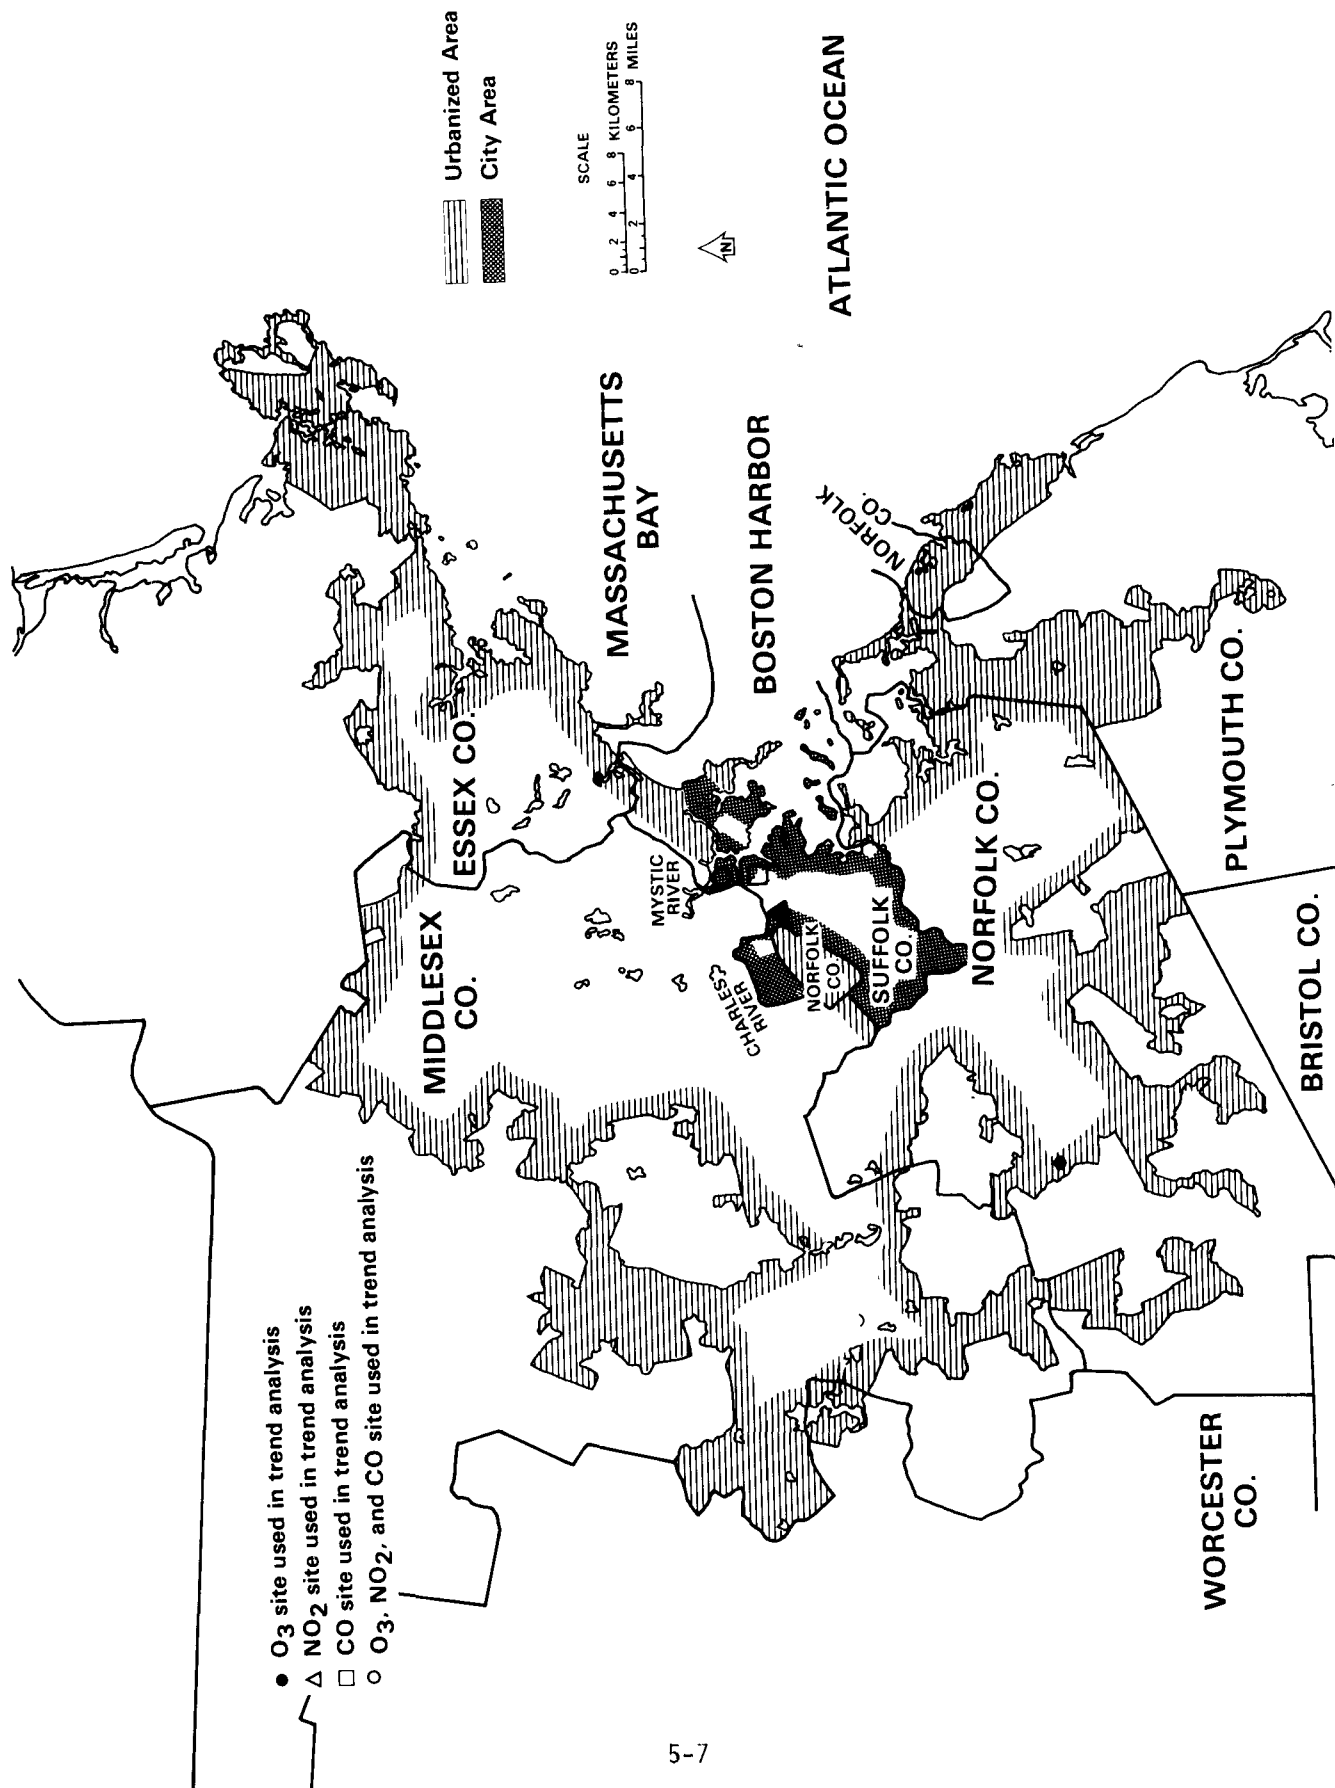 ● O3 site used in trend analysis
△ NO2 site used in trend analysis
□ CO site used in trend analysis
○ O3, NO2, and CO site used in trend analysis
Urbanized Area
City Area
SCALE
0 2 4 6 8 KILOMETERS
0 2 4 6 8 MILES
N
ATLANTIC OCEAN
MASSACHUSETTS
BAY
BOSTON HARBOR
NORFOLK
CO.
ESSEX CO.
MIDDLESEX
CO.
MYSTIC
RIVER
CHARLES
RIVER
NORFOLK
CO.
SUFFOLK
CO.
NORFOLK CO.
PLYMOUTH CO.
BRISTOL CO.
WORCESTER
CO.
5-7